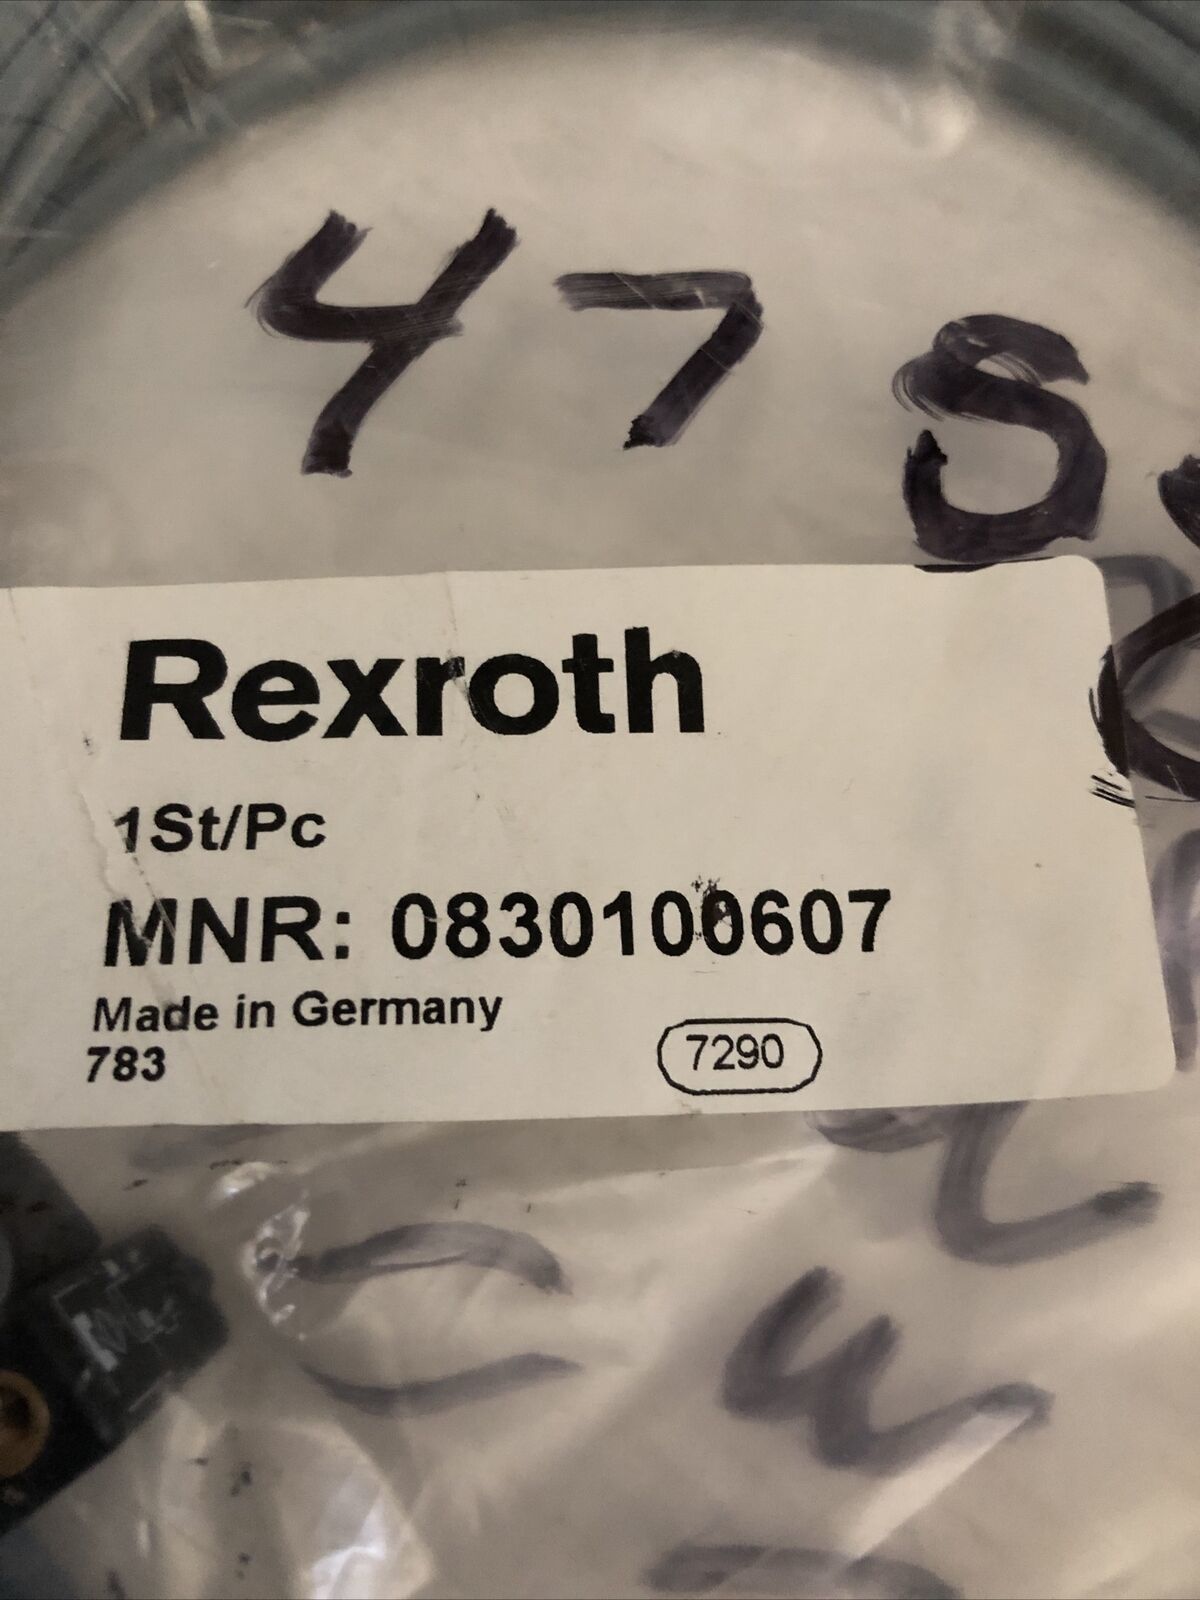 47 S
Rexroth
1St/Pc
MNR: 0830100607
Made in Germany
783
7290